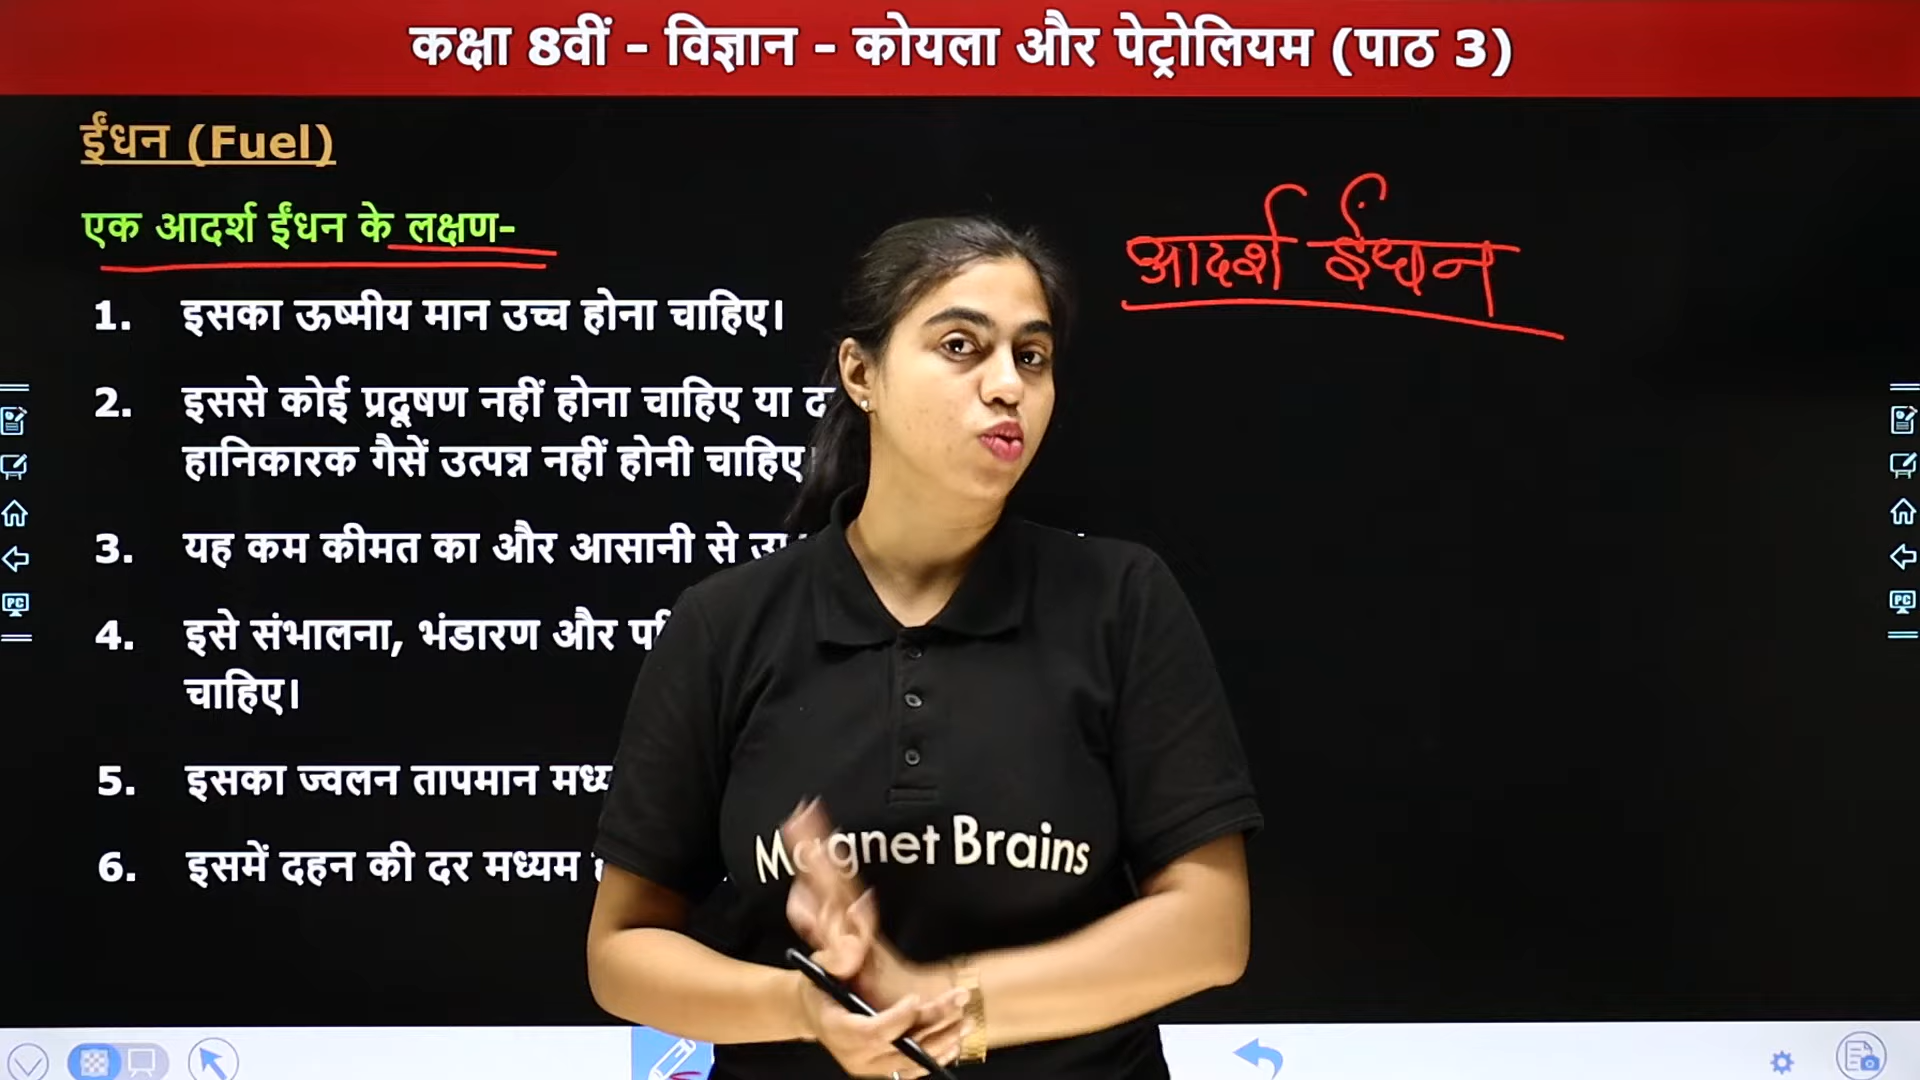 कक्षा 8वीं - विज्ञान - कोयला और पेट्रोलियम (पाठ 3)
ईंधन (Fuel)
एक आदर्श ईंधन के लक्षण-
आदर्श ईंधन
1. इसका ऊष्मीय मान उच्च होना चाहिए।
2. इससे कोई प्रदूषण नहीं होना चाहिए या
हानिकारक गैसें उत्पन्न नहीं होनी चाहिए
3. यह कम कीमत का और आसानी से
4. इसे संभालना, भंडारण और
चाहिए।
5. इसका ज्वलन तापमान
6. इसमें दहन की दर मध्यम
Magnet Brains
PC
PC